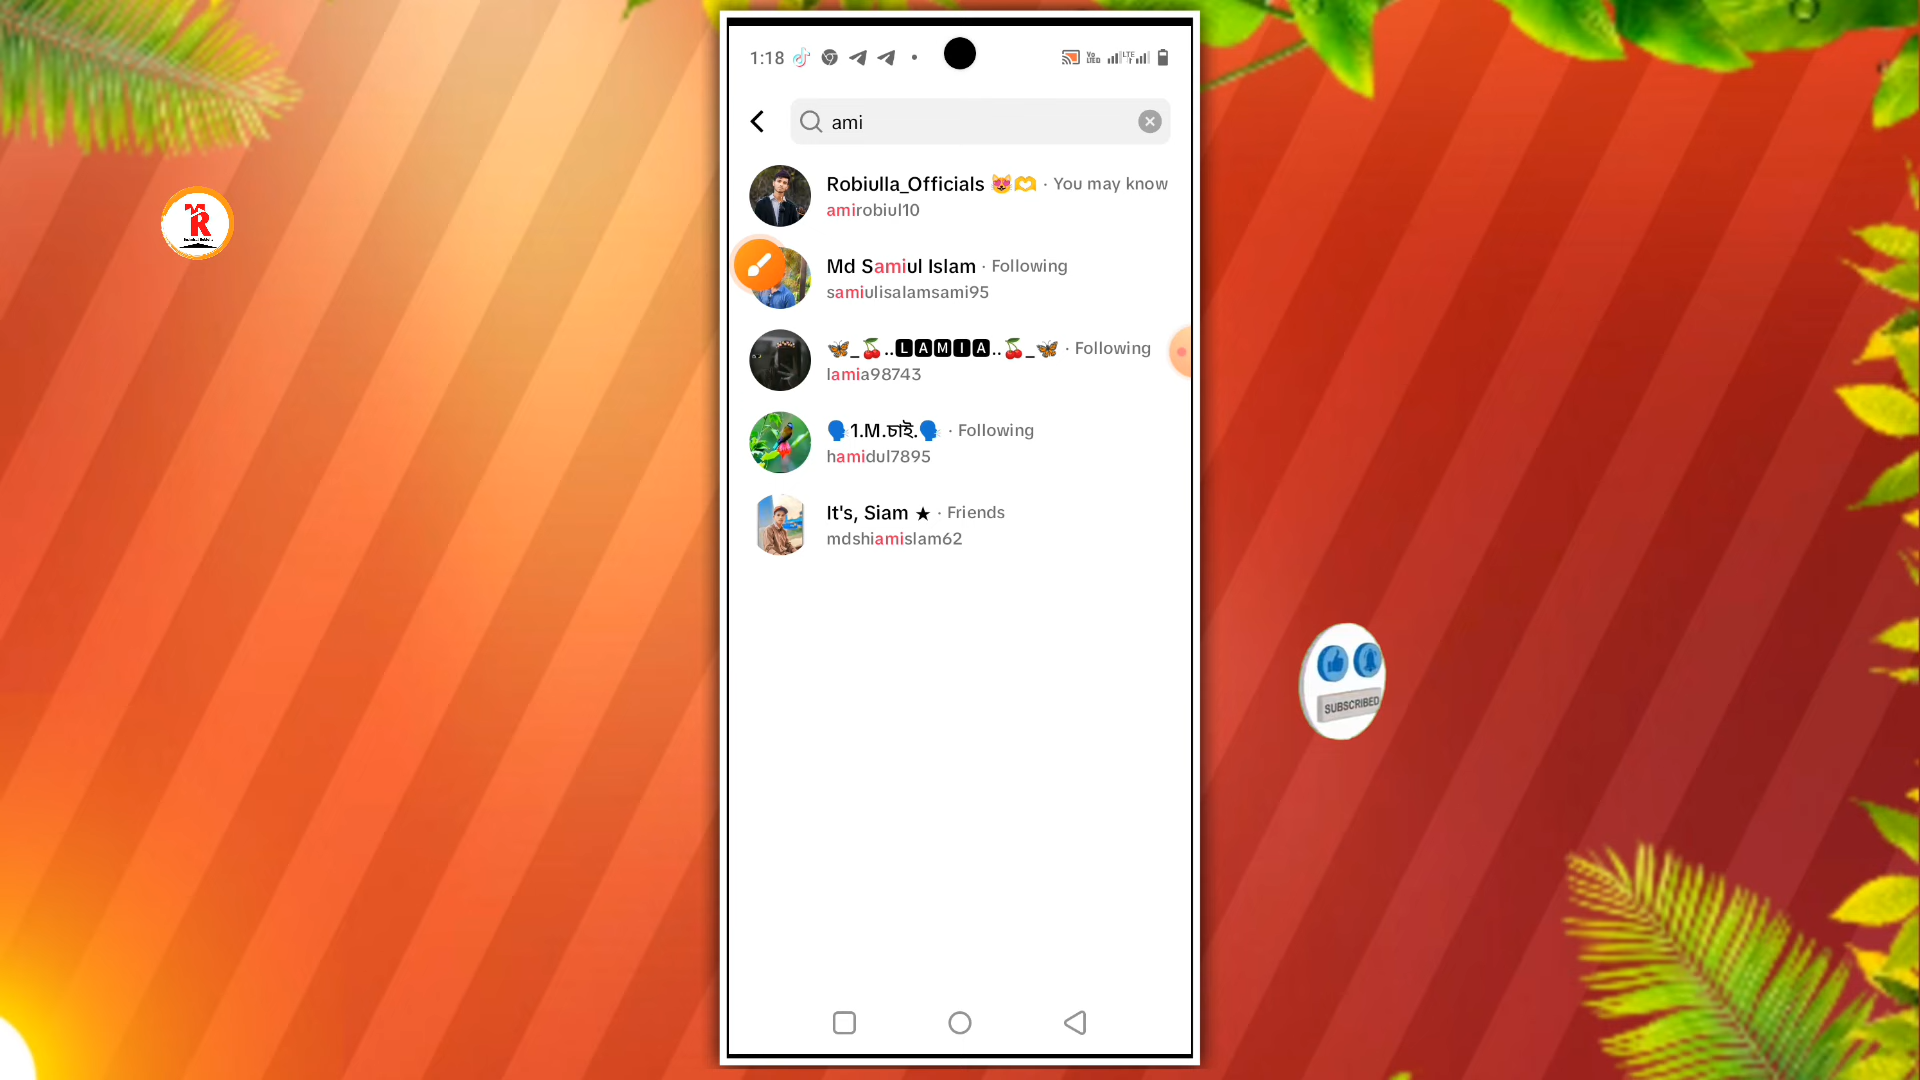 1:18
ami
Robiulla_Officials 😻🫶 · You may know
amirobiul10
Md Samiul Islam · Following
samiulisalamsami95
🦋_🍒..🅻🅰🅼🅸🅰..🍒_🦋 · Following
lamia98743
🗣️1.M.চাই.🗣️ · Following
hamidul7895
It's, Siam ★ · Friends
mdshiamislam62
R
SUBSCRIBED